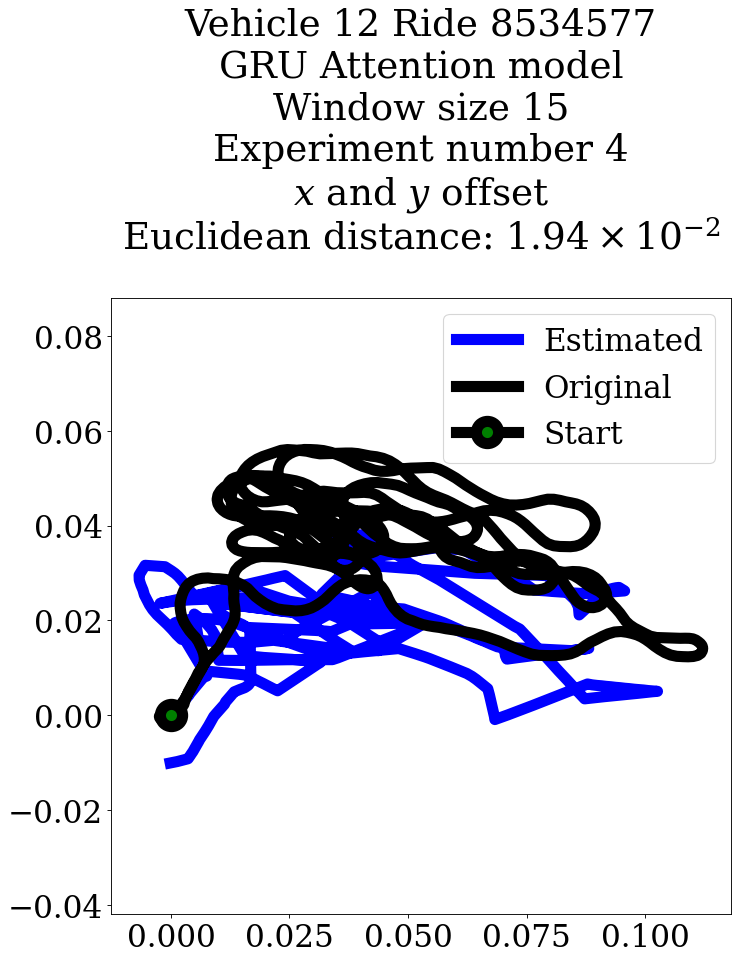 Vehicle 12 Ride 8534577
GRU Attention model
Window size 15
Experiment number 4
x and y offset
Euclidean distance: 1.94 × 10⁻²
Estimated
Original
Start
0.08
0.06
0.04
0.02
0.00
−0.02
−0.04
0.000 0.025 0.050 0.075 0.100